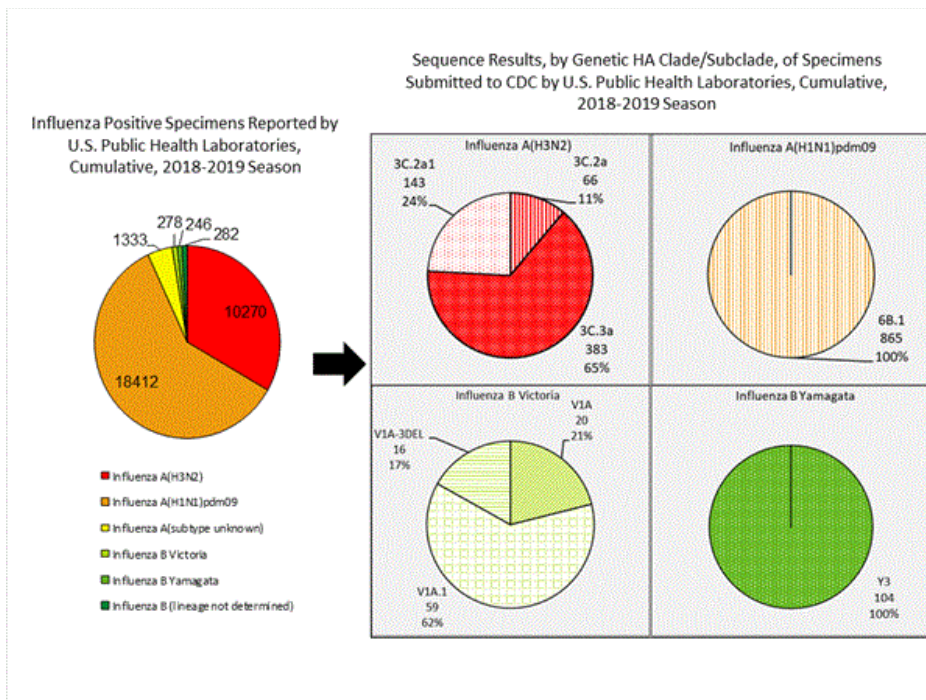 Influenza Positive Specimens Reported by
U.S. Public Health Laboratories,
Cumulative, 2018-2019 Season
278
246
1333
282
10270
18412
Influenza A(H3N2)
Influenza A(H1N1)pdm09
Influenza A(subtype unknown)
Influenza B Victoria
Influenza B Yamagata
Influenza B (lineage not determined)
Sequence Results, by Genetic HA Clade/Subclade, of Specimens
Submitted to CDC by U.S. Public Health Laboratories, Cumulative,
2018-2019 Season
Influenza A(H3N2)
3C.2a1
143
24%
3C.2a
66
11%
3C.3a
383
65%
Influenza A(H1N1)pdm09
6B.1
865
100%
Influenza B Victoria
V1A-3DEL
16
17%
V1A
20
21%
V1A.1
59
62%
Influenza B Yamagata
Y3
104
100%